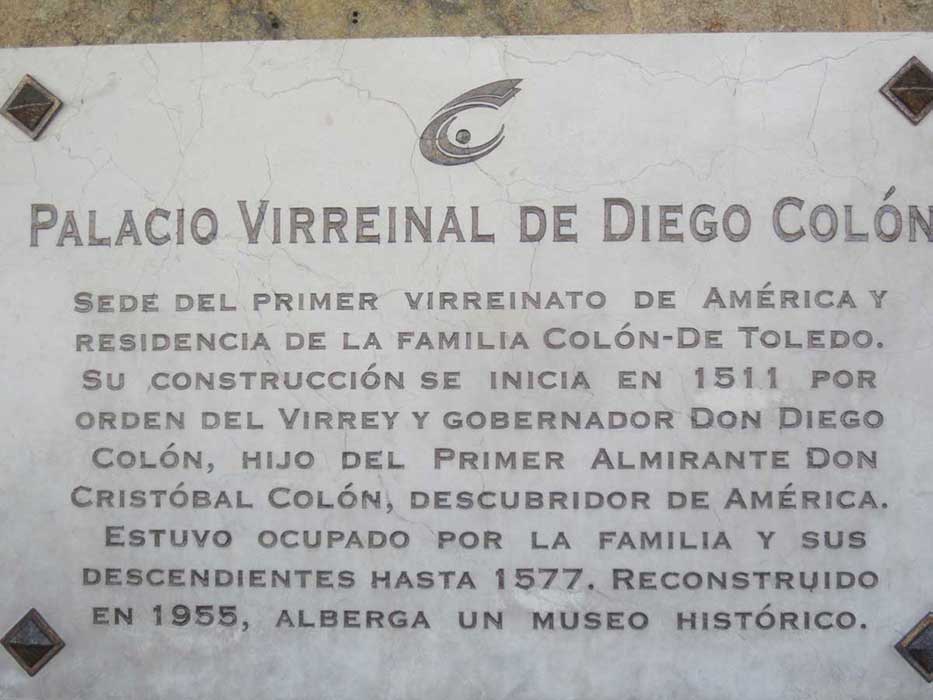 PALACIO VIRREINAL DE DIEGO COLÓN
SEDE DEL PRIMER VIRREINATO DE AMÉRICA Y
RESIDENCIA DE LA FAMILIA COLÓN-DE TOLEDO.
SU CONSTRUCCIÓN SE INICIA EN 1511 POR
ORDEN DEL VIRREY Y GOBERNADOR DON DIEGO
COLÓN, HIJO DEL PRIMER ALMIRANTE DON
CRISTÓBAL COLÓN, DESCUBRIDOR DE AMÉRICA.
ESTUVO OCUPADO POR LA FAMILIA Y SUS
DESCENDIENTES HASTA 1577. RECONSTRUIDO
EN 1955, ALBERGA UN MUSEO HISTÓRICO.